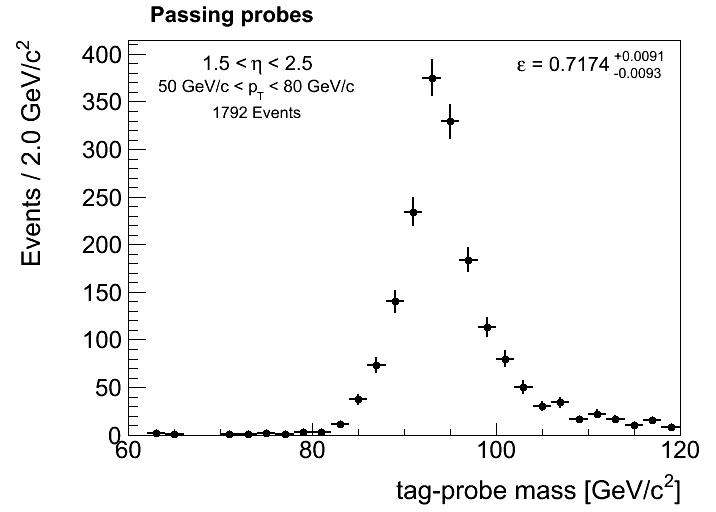 Passing probes
1.5 < η < 2.5
50 GeV/c < p_T < 80 GeV/c
1792 Events
ε = 0.7174 +0.0091 -0.0093
Events / 2.0 GeV/c²
400
350
300
250
200
150
100
50
0
60 80 100 120
tag-probe mass [GeV/c²]